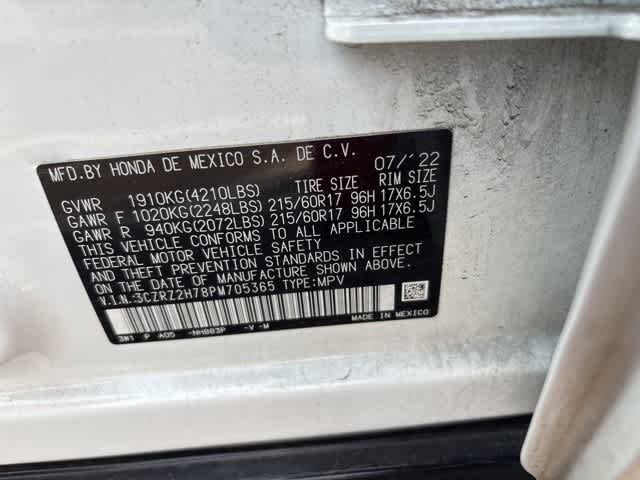 MFD.BY HONDA DE MEXICO S.A. DE C.V. 07/´22
GVWR 1910KG(4210LBS) TIRE SIZE RIM SIZE
GAWR F 1020KG(2248LBS) 215/60R17 96H 17X6.5J
GAWR R 940KG(2072LBS) 215/60R17 96H 17X6.5J
THIS VEHICLE CONFORMS TO ALL APPLICABLE
FEDERAL MOTOR VEHICLE SAFETY
AND THEFT PREVENTION STANDARDS IN EFFECT
ON THE DATE OF MANUFACTURE SHOWN ABOVE.
V.I.N.3CZRZ2H78PM705365 TYPE:MPV
3W1 P A05 -NH883P -V-M MADE IN MEXICO